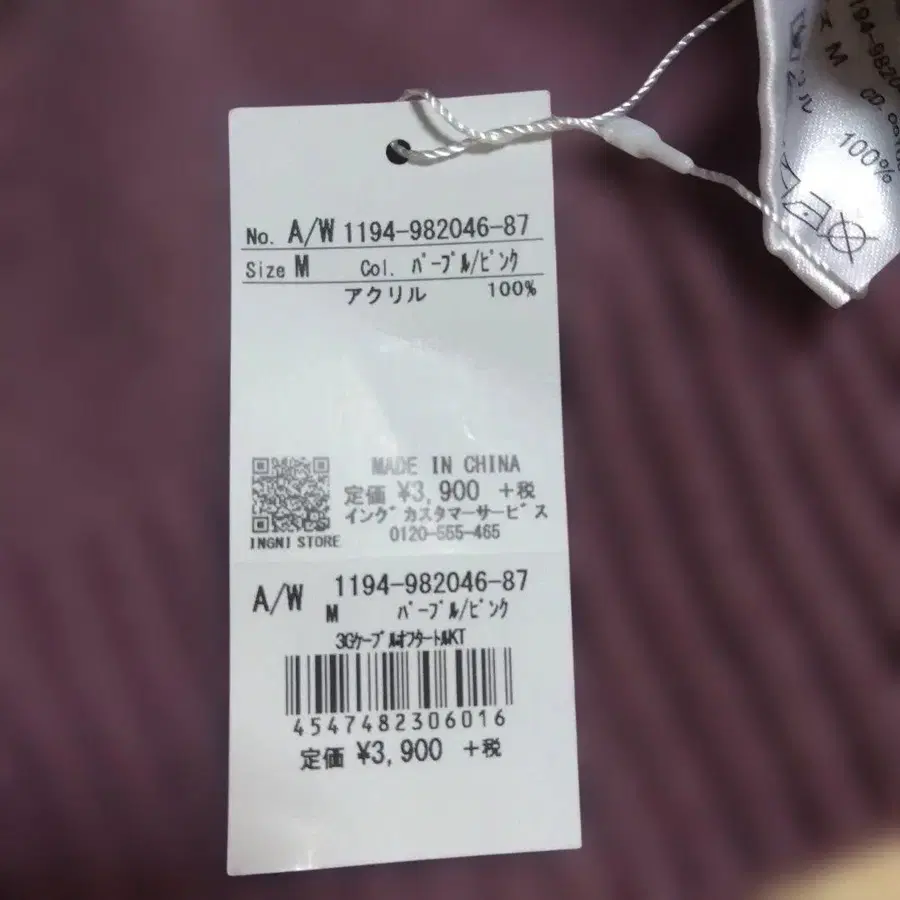 No. A/W 1194-982046-87
Size M Col. ﾊﾟｰﾌﾟﾙ/ﾋﾟﾝｸ
アクリル 100%
MADE IN CHINA
定価 ¥3,900 +税
イング カスタマーサービス
0120-555-465
INGNI STORE
A/W 1194-982046-87
M ﾊﾟｰﾌﾟﾙ/ﾋﾟﾝｸ
3GｹｰﾌﾞﾙｵﾌﾀｰﾄﾙKT
4547482306016
定価 ¥3,900 +税
M
100%